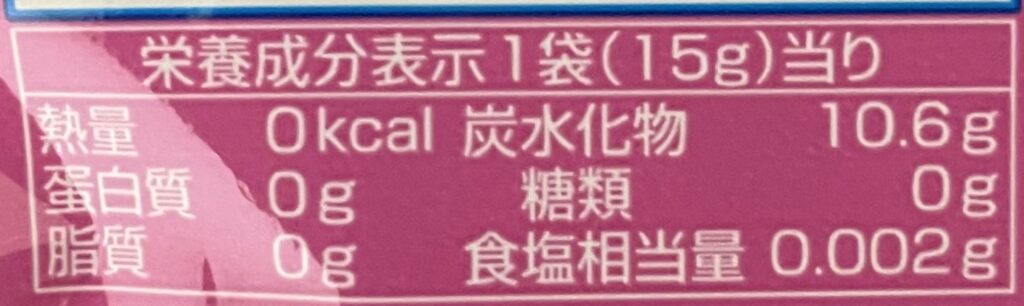 栄養成分表示1袋(15g)当り
熱量 0kcal 炭水化物 10.6g
蛋白質 0g 糖類 0g
脂質 0g 食塩相当量 0.002g